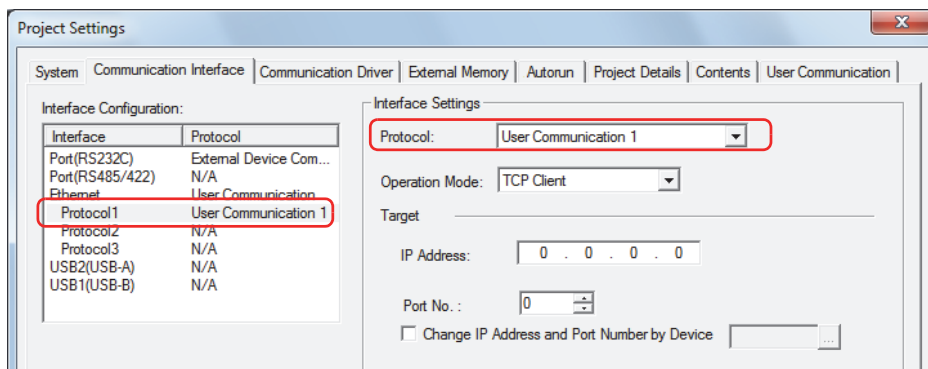 Project Settings
x
System Communication Interface Communication Driver External Memory Autorun Project Details Contents User Communication
Interface Configuration:
Interface Protocol
Port(RS232C) External Device Com...
Port(RS485/422) N/A
Ethernet User Communication
Protocol1 User Communication 1
Protocol2 N/A
Protocol3 N/A
USB2(USB-A) N/A
USB1(USB-B) N/A
Interface Settings
Protocol: User Communication 1
Operation Mode: TCP Client
Target
IP Address: 0 . 0 . 0 . 0
Port No. : 0
Change IP Address and Port Number by Device ...